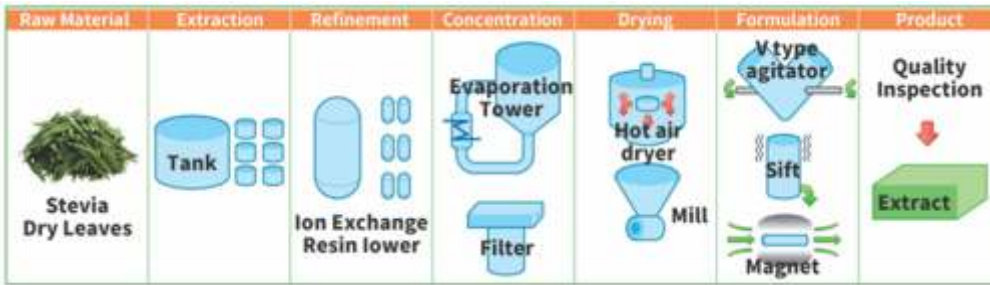 Raw Material
Extraction
Refinement
Concentration
Drying
Formulation
Product
Stevia
Dry Leaves
Tank
Ion Exchange
Resin lower
Evaporation
Tower
Filter
Hot air
dryer
Mill
V type
agitator
Sift
Magnet
Quality
Inspection
Extract